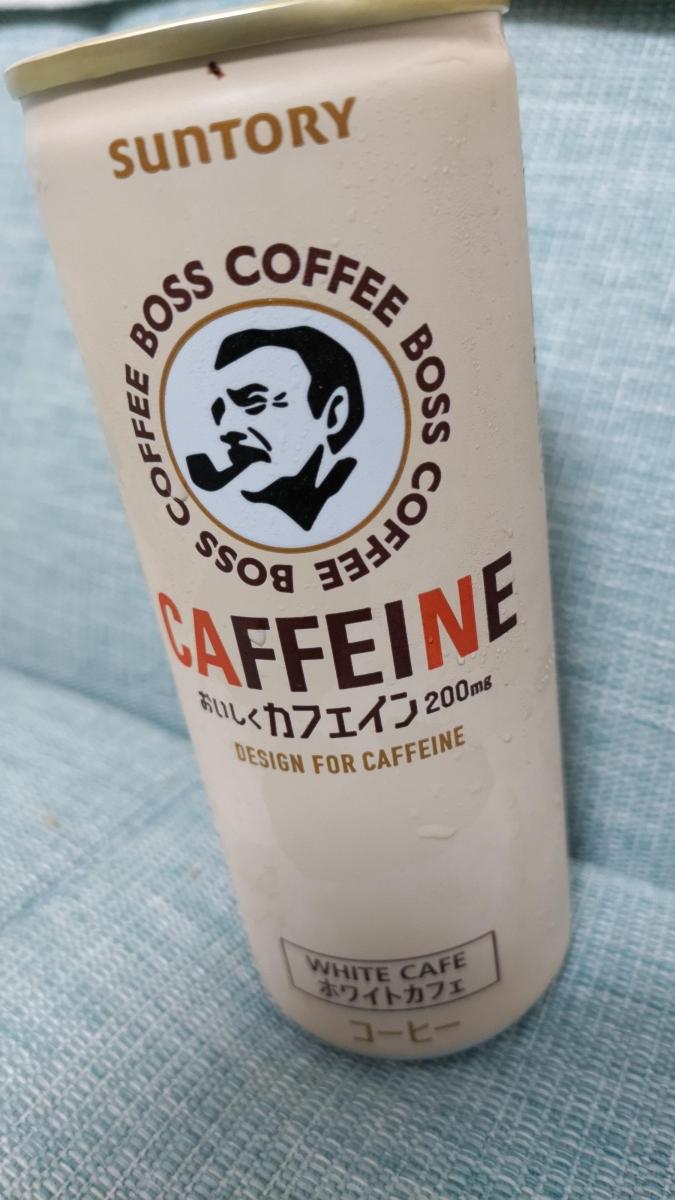 SUNTORY
BOSS COFFEE BOSS COFFEE BOSS COFFEE
CAFFEINE
おいしくカフェイン200mg
DESIGN FOR CAFFEINE
WHITE CAFE
ホワイトカフェ
コーヒー